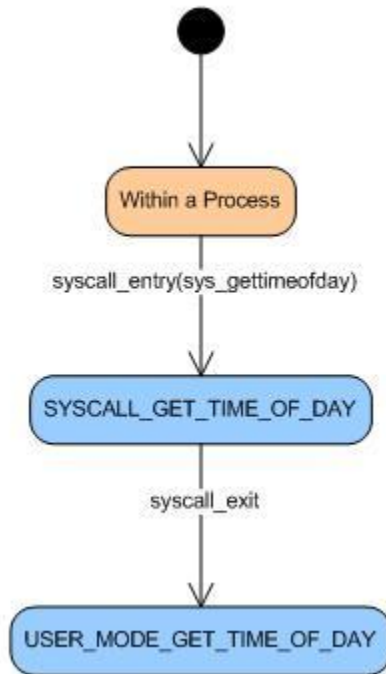 Within a Process
syscall_entry(sys_gettimeofday)
SYSCALL_GET_TIME_OF_DAY
syscall_exit
USER_MODE_GET_TIME_OF_DAY